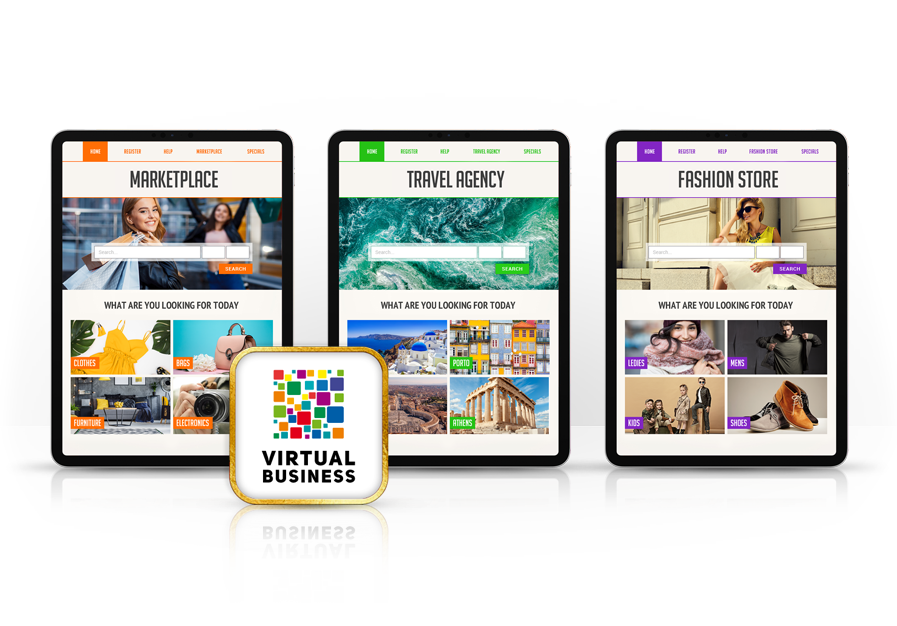 HOME REGISTER HELP MARKETPLACE SPECIALS
MARKETPLACE
Search...
SEARCH
WHAT ARE YOU LOOKING FOR TODAY
CLOTHES
BAGS
FURNITURE
ELECTRONICS
HOME REGISTER HELP TRAVEL AGENCY SPECIALS
TRAVEL AGENCY
Search...
SEARCH
WHAT ARE YOU LOOKING FOR TODAY
PORTO
ATHENS
HOME REGISTER HELP FASHION STORE SPECIALS
FASHION STORE
Search...
SEARCH
WHAT ARE YOU LOOKING FOR TODAY
LEDIES
MENS
KIDS
SHOES
VIRTUAL
BUSINESS